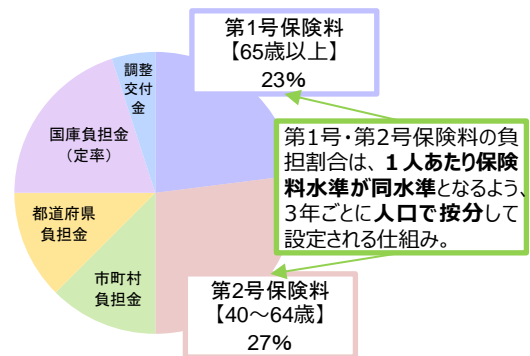 第1号保険料
【65歳以上】
23%
調整
交付
金
国庫負担金
（定率）
第1号・第2号保険料の負
担割合は、１人あたり保険
料水準が同水準となるよう、
3年ごとに人口で按分して
設定される仕組み。
都道府県
負担金
市町村
負担金
第2号保険料
【40～64歳】
27%